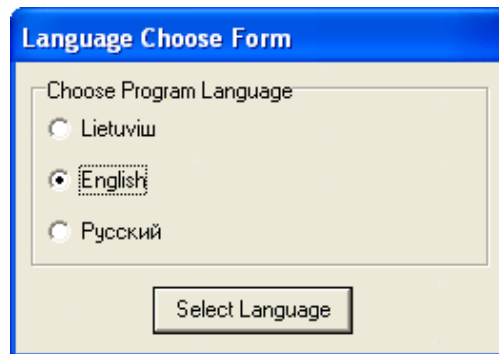 Language Choose Form
Choose Program Language
Lietuviш
English
Русский
Select Language